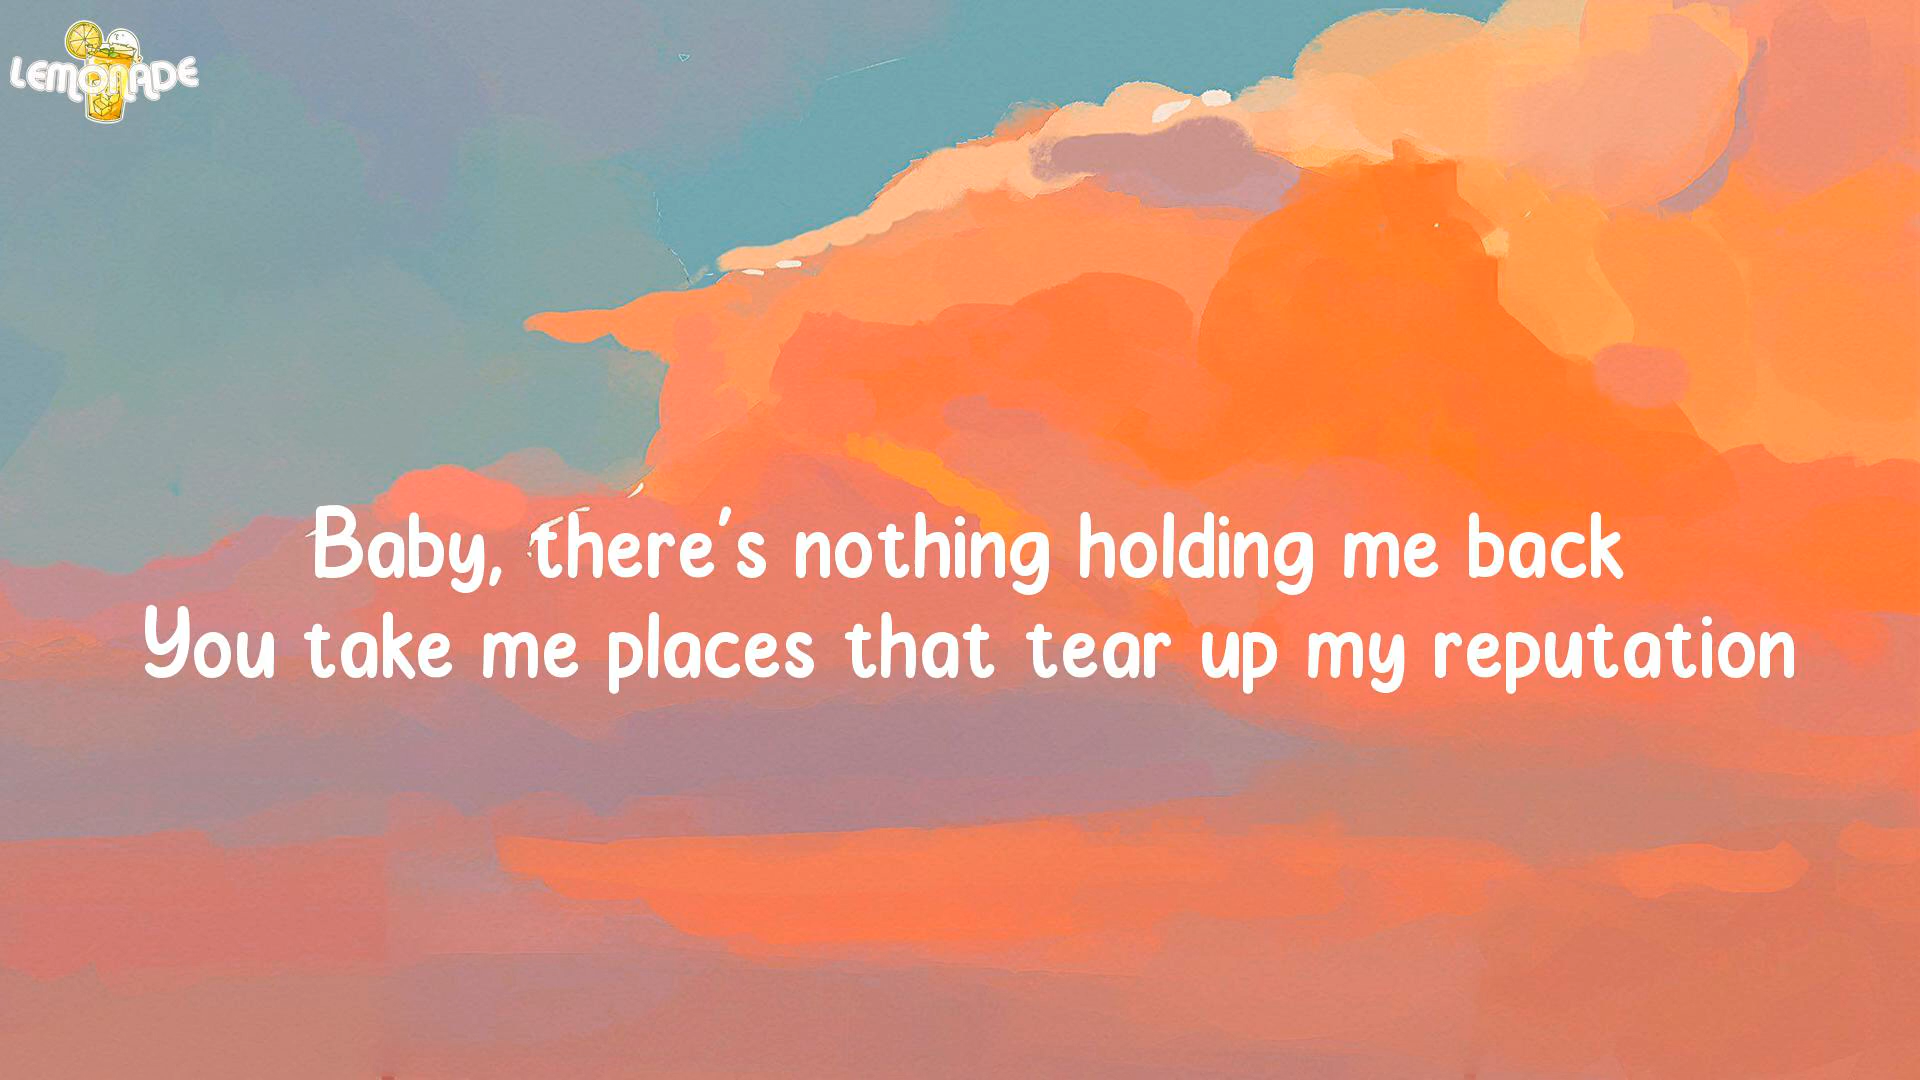 LEMONADE
Baby, there's nothing holding me back
You take me places that tear up my reputation